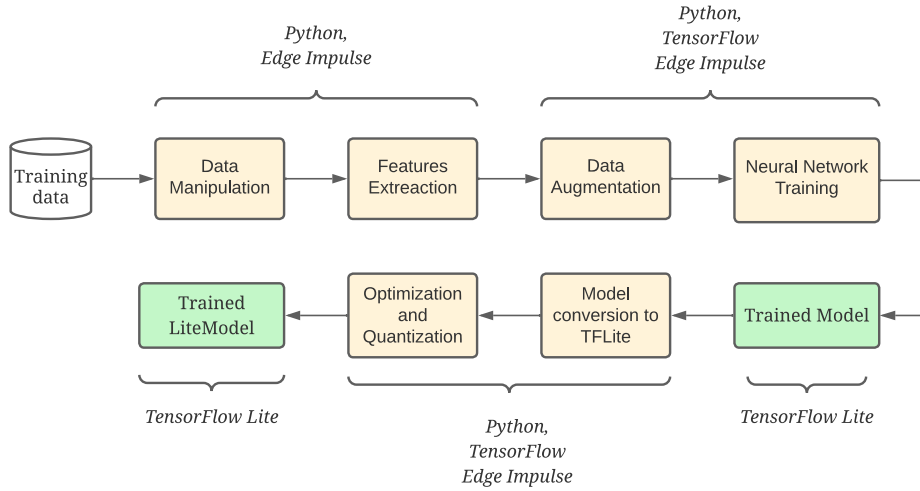 Python,
Edge Impulse
Python,
TensorFlow
Edge Impulse
Training
data
Data
Manipulation
Features
Extreaction
Data
Augmentation
Neural Network
Training
Trained
LiteModel
Optimization
and
Quantization
Model
conversion to
TFLite
Trained Model
TensorFlow Lite
Python,
TensorFlow
Edge Impulse
TensorFlow Lite